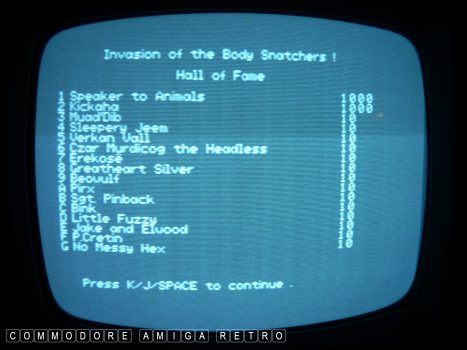 Invasion of the Body Snatchers !
Hall of Fame
1 Speaker to Animals 1000
2 Kickaha 1000
3 Muad'Dib 10
4 Sleepery Jeem 10
5 Verkan Vall 10
6 Czar Murdicog the Headless 10
7 Erekosë 10
8 Greatheart Silver 10
9 Beowulf 10
A Pirx 10
B Sgt. Pinback 10
C Bink 10
D Little Fuzzy 10
E Jake and Elwood 10
F P.Cretin 10
G No Messy Hex 10
Press K/J/SPACE to continue .
COMMODORE AMIGA RETRO